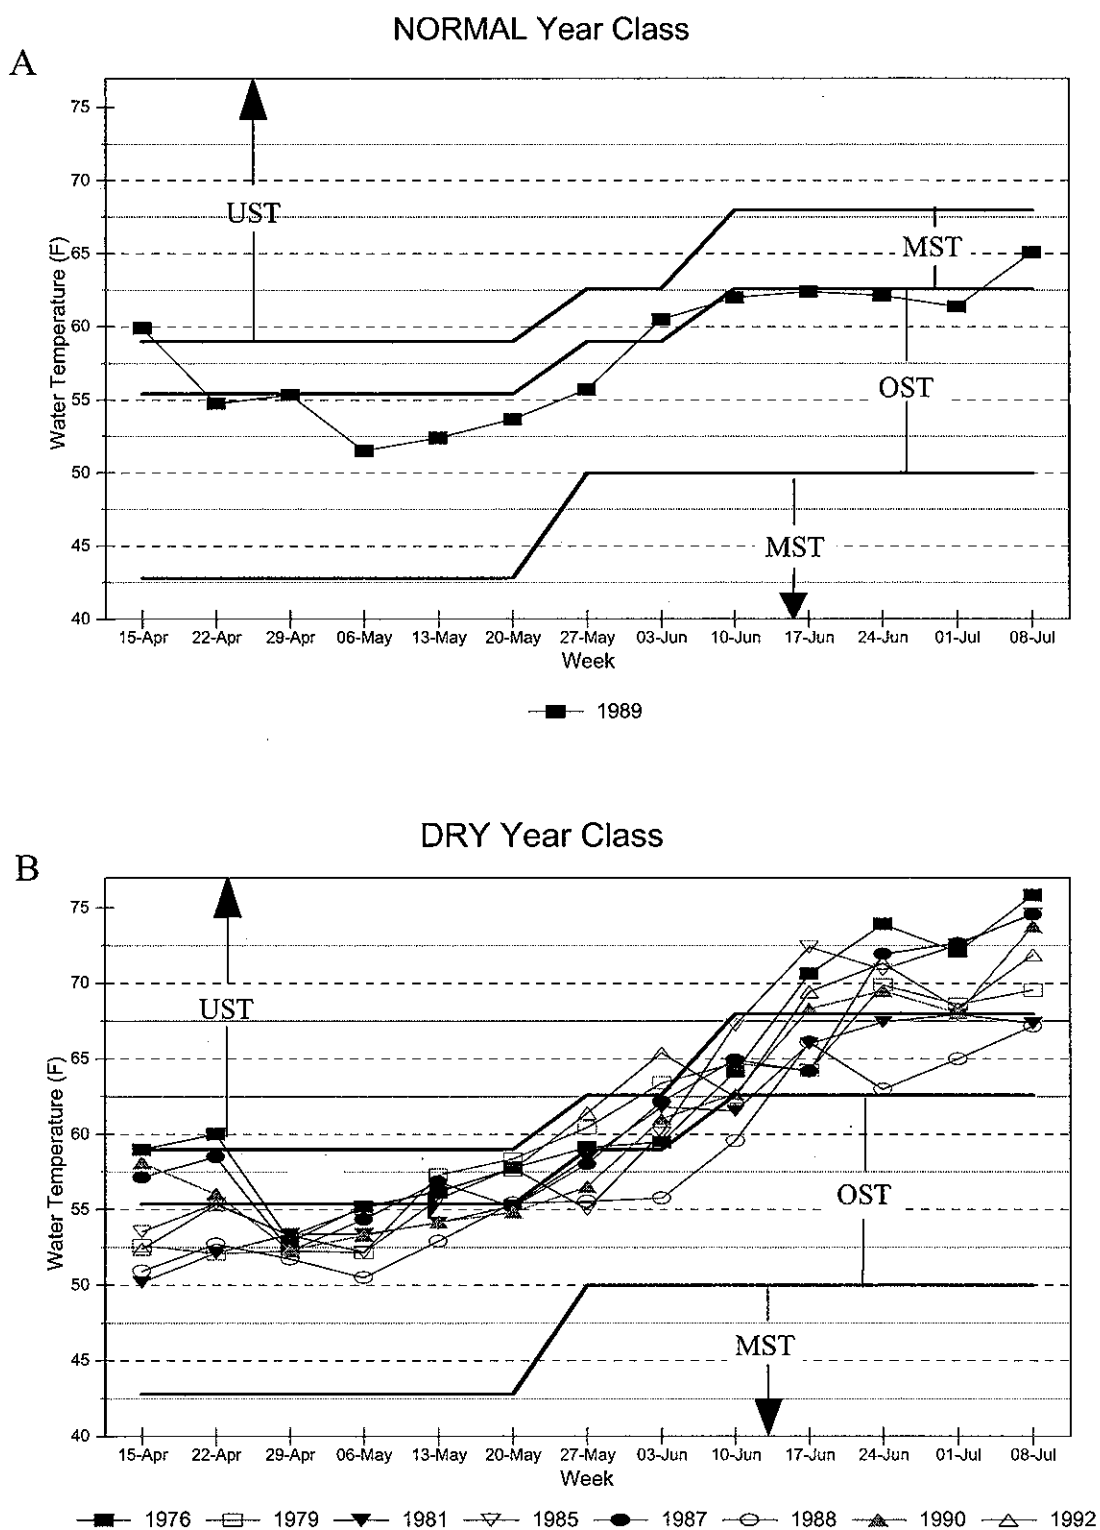 NORMAL Year Class
A
75
70
65
60
55
50
45
40
Water Temperature (F)
UST
MST
OST
MST
15-Apr 22-Apr 29-Apr 06-May 13-May 20-May 27-May 03-Jun 10-Jun 17-Jun 24-Jun 01-Jul 08-Jul
Week
1989
DRY Year Class
B
75
70
65
60
55
50
45
40
Water Temperature (F)
UST
OST
MST
15-Apr 22-Apr 29-Apr 06-May 13-May 20-May 27-May 03-Jun 10-Jun 17-Jun 24-Jun 01-Jul 08-Jul
Week
1976 1979 1981 1985 1987 1988 1990 1992